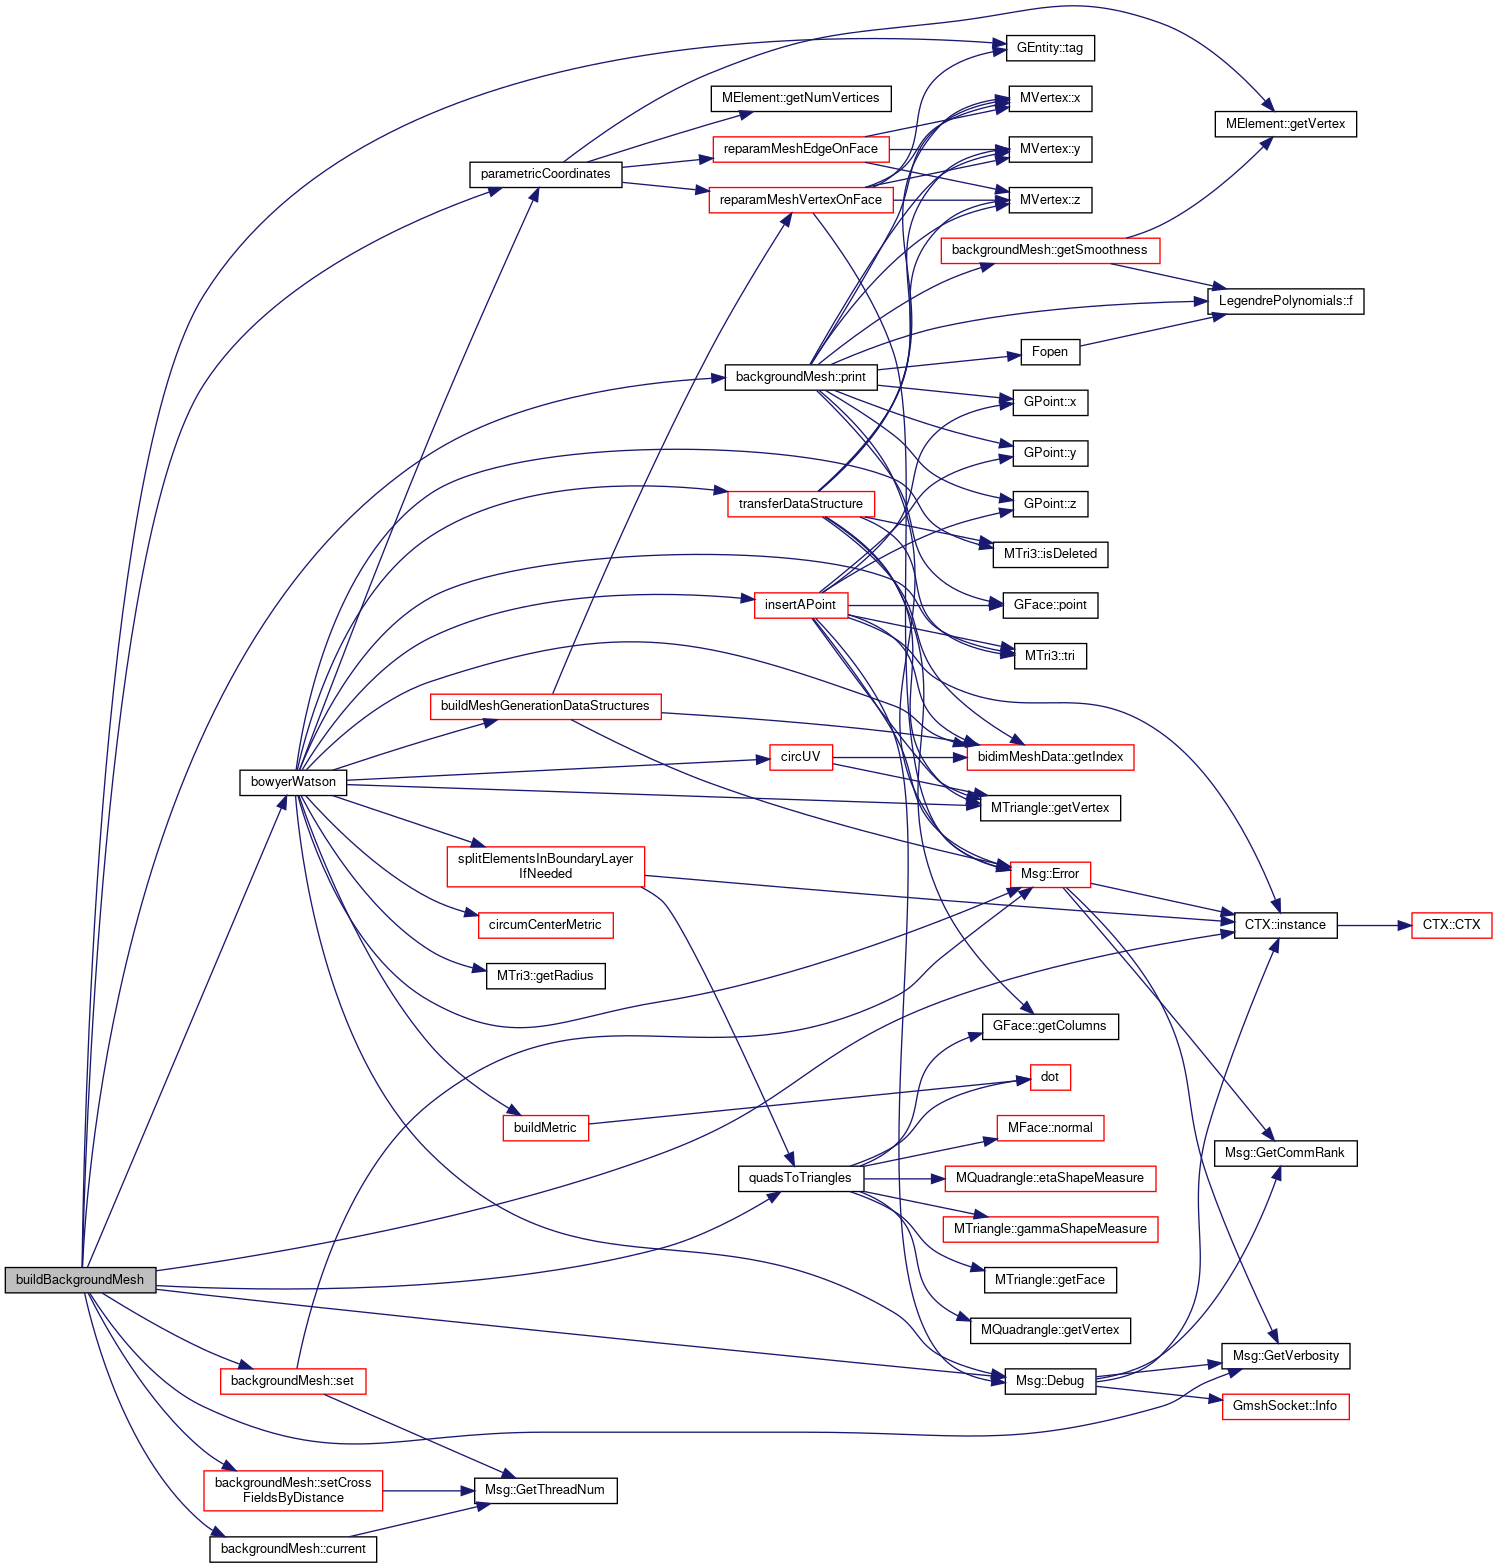 GEntity::tag
MElement::getNumVertices
MVertex::x
MElement::getVertex
reparamMeshEdgeOnFace
MVertex::y
parametricCoordinates
reparamMeshVertexOnFace
MVertex::z
backgroundMesh::getSmoothness
LegendrePolynomials::f
Fopen
backgroundMesh::print
GPoint::x
GPoint::y
transferDataStructure
GPoint::z
MTri3::isDeleted
insertAPoint
GFace::point
MTri3::tri
buildMeshGenerationDataStructures
circUV
bidimMeshData::getIndex
bowyerWatson
MTriangle::getVertex
splitElementsInBoundaryLayer
IfNeeded
Msg::Error
circumCenterMetric
CTX::instance
CTX::CTX
MTri3::getRadius
GFace::getColumns
dot
buildMetric
MFace::normal
Msg::GetCommRank
quadsToTriangles
MQuadrangle::etaShapeMeasure
MTriangle::gammaShapeMeasure
buildBackgroundMesh
MTriangle::getFace
MQuadrangle::getVertex
Msg::GetVerbosity
backgroundMesh::set
Msg::Debug
GmshSocket::Info
backgroundMesh::setCross
FieldsByDistance
Msg::GetThreadNum
backgroundMesh::current